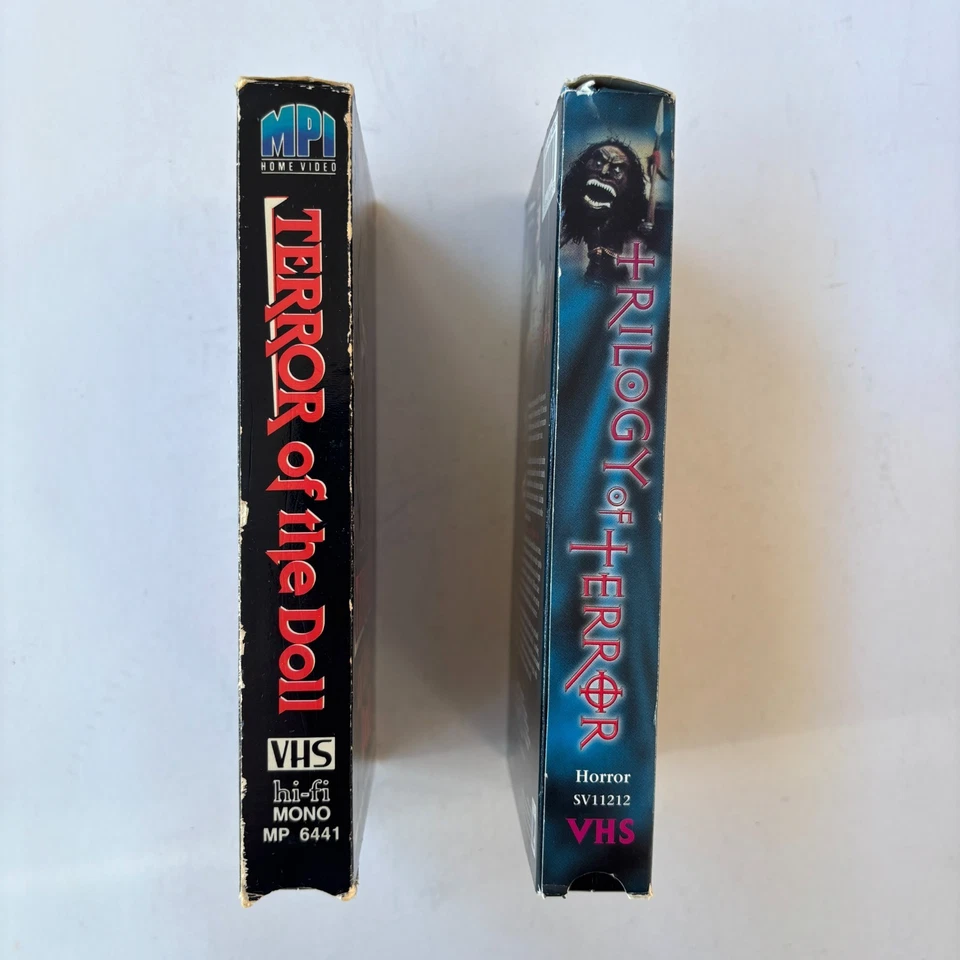 MPI
HOME VIDEO
TERROR of the Doll
VHS
hi-fi
MONO
MP 6441
TRILOGY OF TERROR
Horror
SV11212
VHS